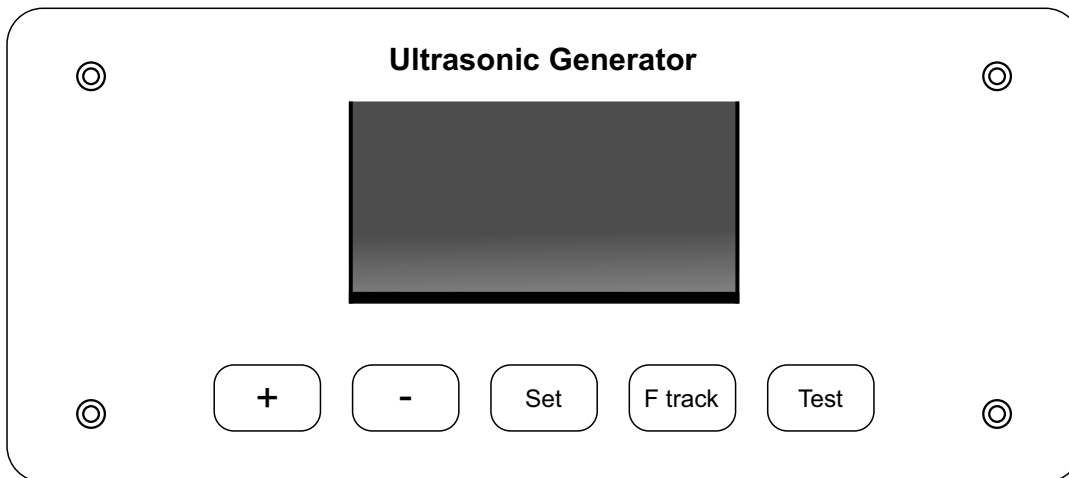 Ultrasonic Generator
+ - Set F track Test